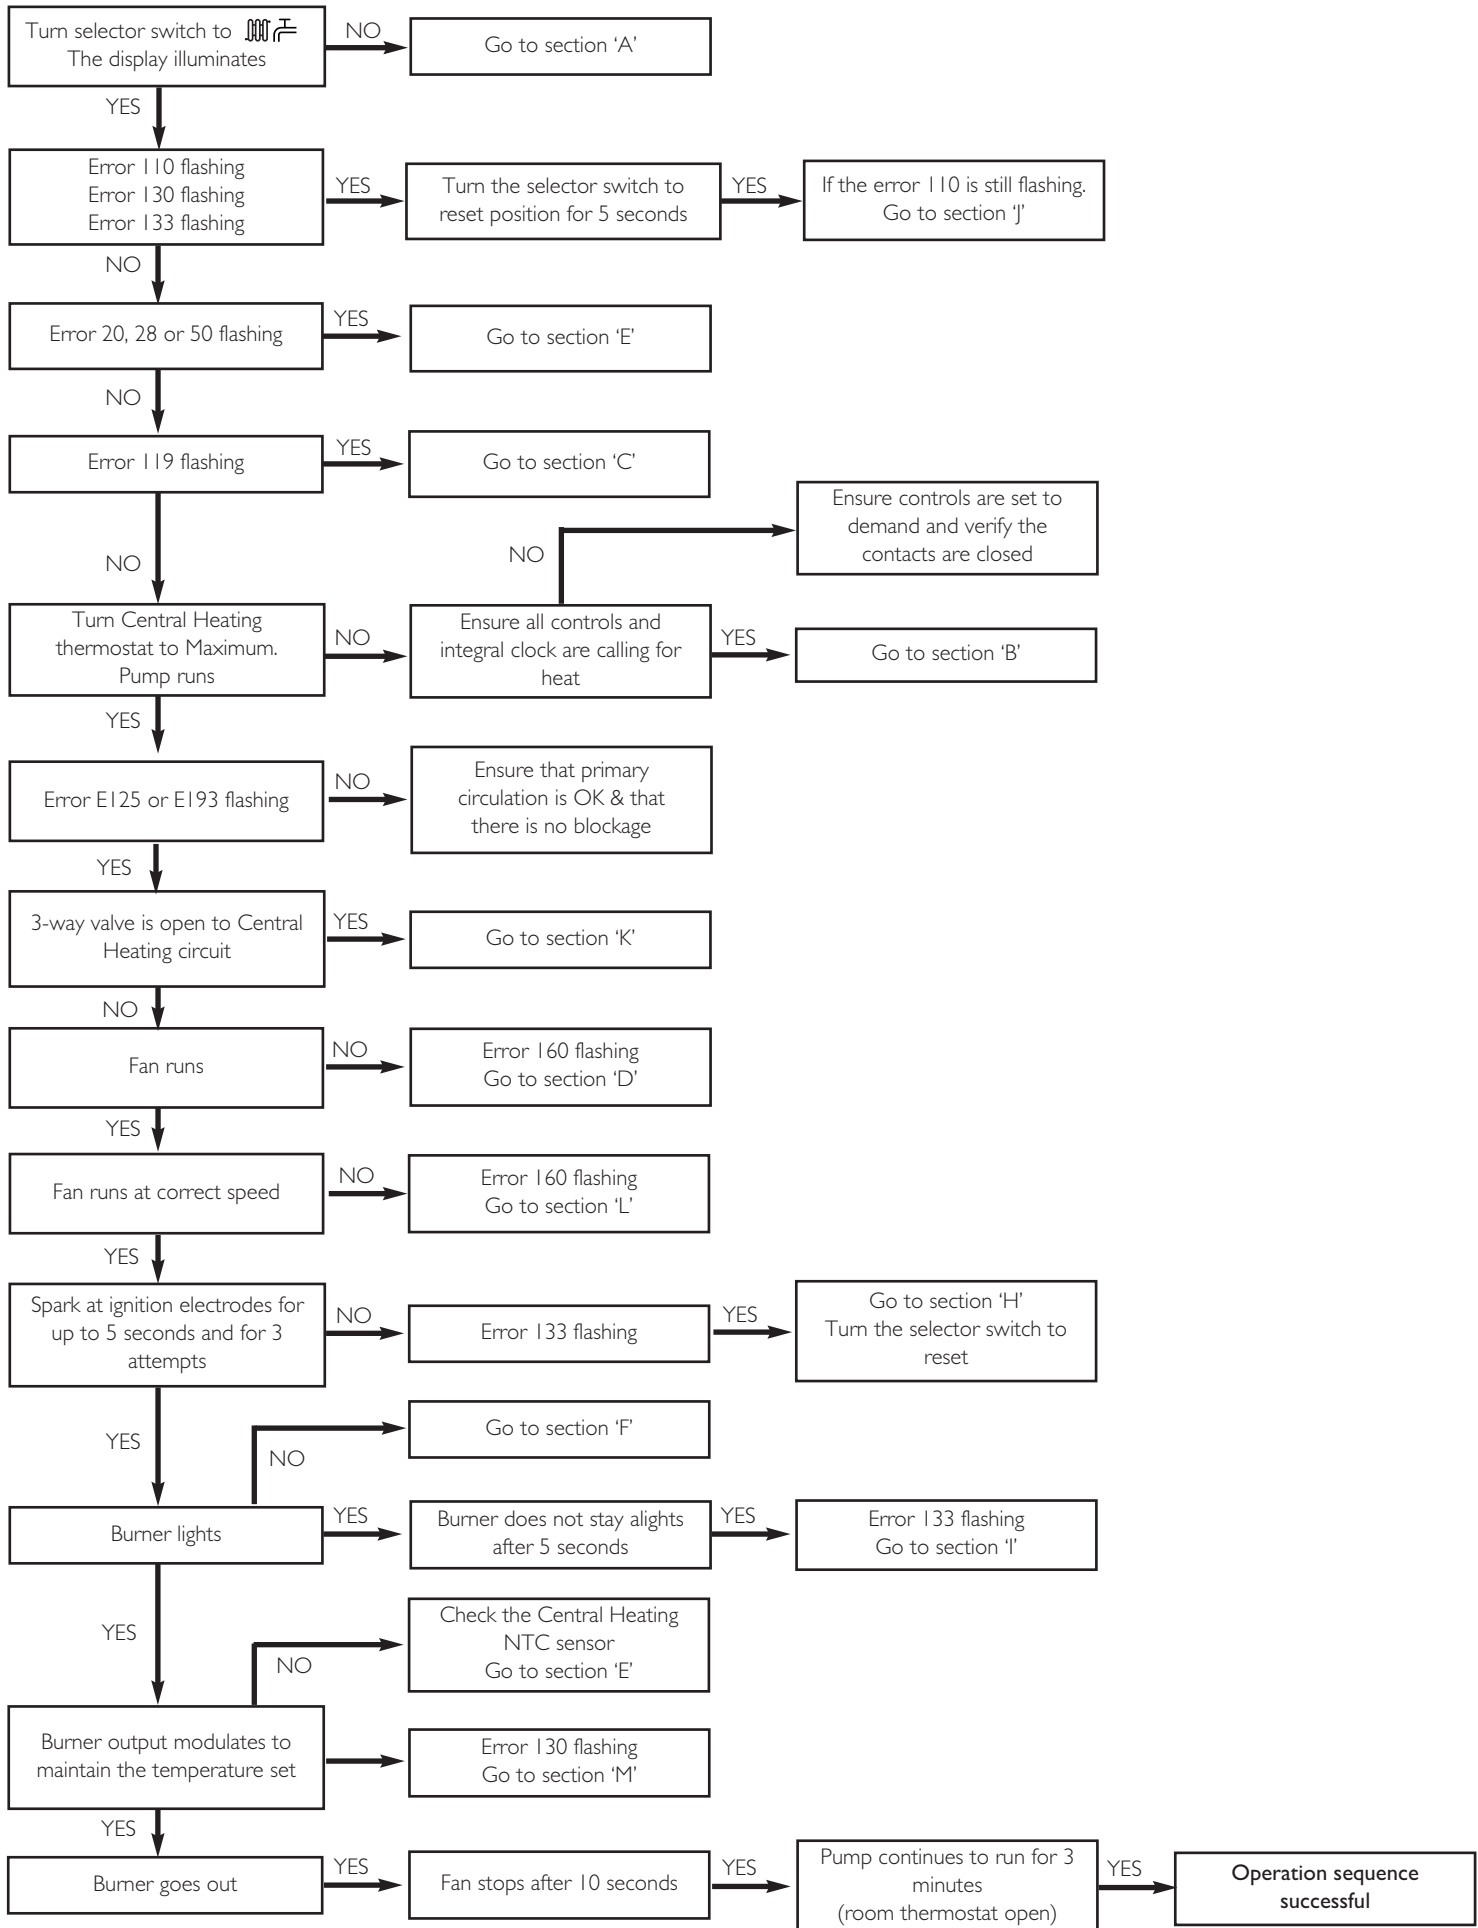 Turn selector switch to
The display illuminates
NO
Go to section ‘A’
YES
Error 110 flashing
Error 130 flashing
Error 133 flashing
YES
Turn the selector switch to
reset position for 5 seconds
YES
If the error 110 is still flashing.
Go to section ‘J’
NO
Error 20, 28 or 50 flashing
YES
Go to section ‘E’
NO
Error 119 flashing
YES
Go to section ‘C’
NO
Turn Central Heating
thermostat to Maximum.
Pump runs
NO
Ensure all controls and
integral clock are calling for
heat
NO
Ensure controls are set to
demand and verify the
contacts are closed
YES
Go to section ‘B’
YES
Error E125 or E193 flashing
NO
Ensure that primary
circulation is OK & that
there is no blockage
YES
3-way valve is open to Central
Heating circuit
YES
Go to section ‘K’
NO
Fan runs
NO
Error 160 flashing
Go to section ‘D’
YES
Fan runs at correct speed
NO
Error 160 flashing
Go to section ‘L’
YES
Spark at ignition electrodes for
up to 5 seconds and for 3
attempts
NO
Error 133 flashing
YES
Go to section ‘H’
Turn the selector switch to
reset
YES
NO
Go to section ‘F’
Burner lights
YES
Burner does not stay alights
after 5 seconds
YES
Error 133 flashing
Go to section ‘I’
YES
NO
Check the Central Heating
NTC sensor
Go to section ‘E’
Burner output modulates to
maintain the temperature set
Error 130 flashing
Go to section ‘M’
YES
Burner goes out
YES
Fan stops after 10 seconds
YES
Pump continues to run for 3
minutes
(room thermostat open)
YES
Operation sequence
successful